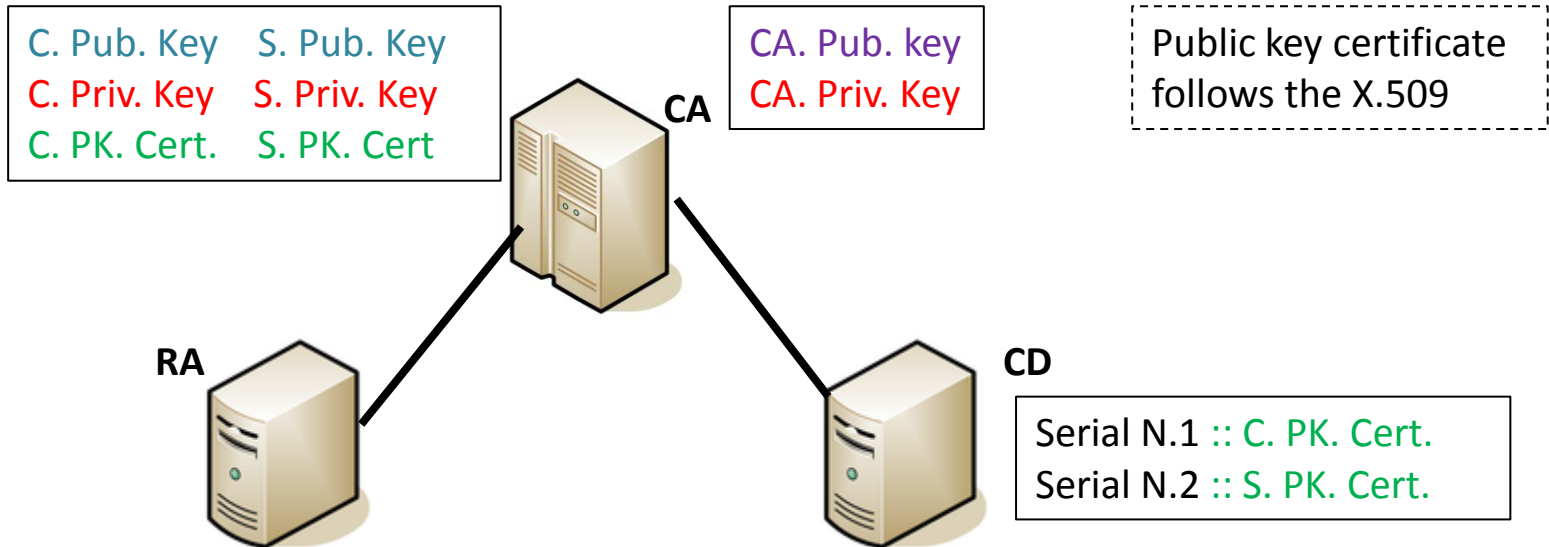 C. Pub. Key S. Pub. Key
C. Priv. Key S. Priv. Key
C. PK. Cert. S. PK. Cert
CA
CA. Pub. key
CA. Priv. Key
Public key certificate
follows the X.509
RA
CD
Serial N.1 :: C. PK. Cert.
Serial N.2 :: S. PK. Cert.